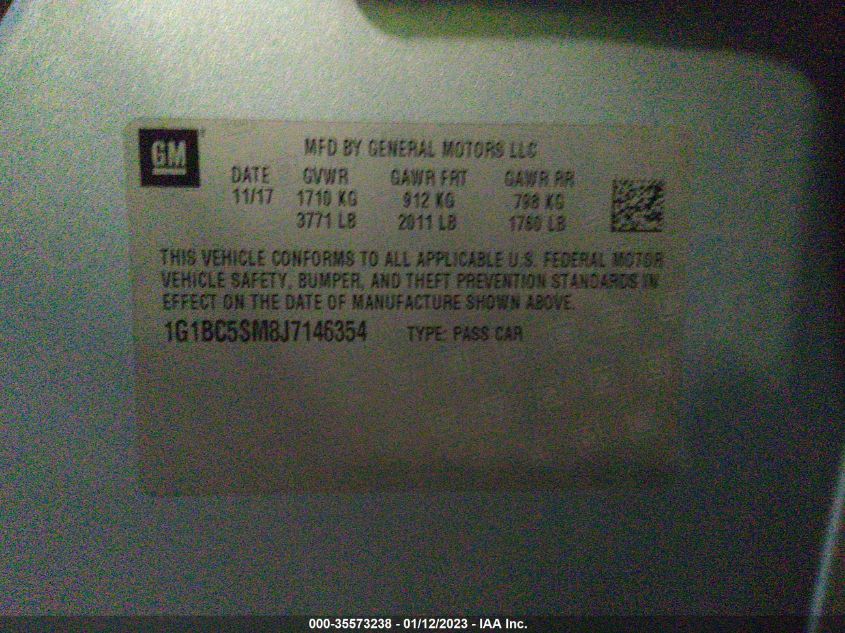 GM
MFD BY GENERAL MOTORS LLC
DATE GVWR GAWR FRT GAWR RR
11/17 1710 KG 912 KG 798 KG
3771 LB 2011 LB 1760 LB
THIS VEHICLE CONFORMS TO ALL APPLICABLE U.S. FEDERAL MOTOR
VEHICLE SAFETY, BUMPER, AND THEFT PREVENTION STANDARDS IN
EFFECT ON THE DATE OF MANUFACTURE SHOWN ABOVE.
1G1BC5SM8J7146354 TYPE: PASS CAR
000-35573238 - 01/12/2023 - IAA Inc.